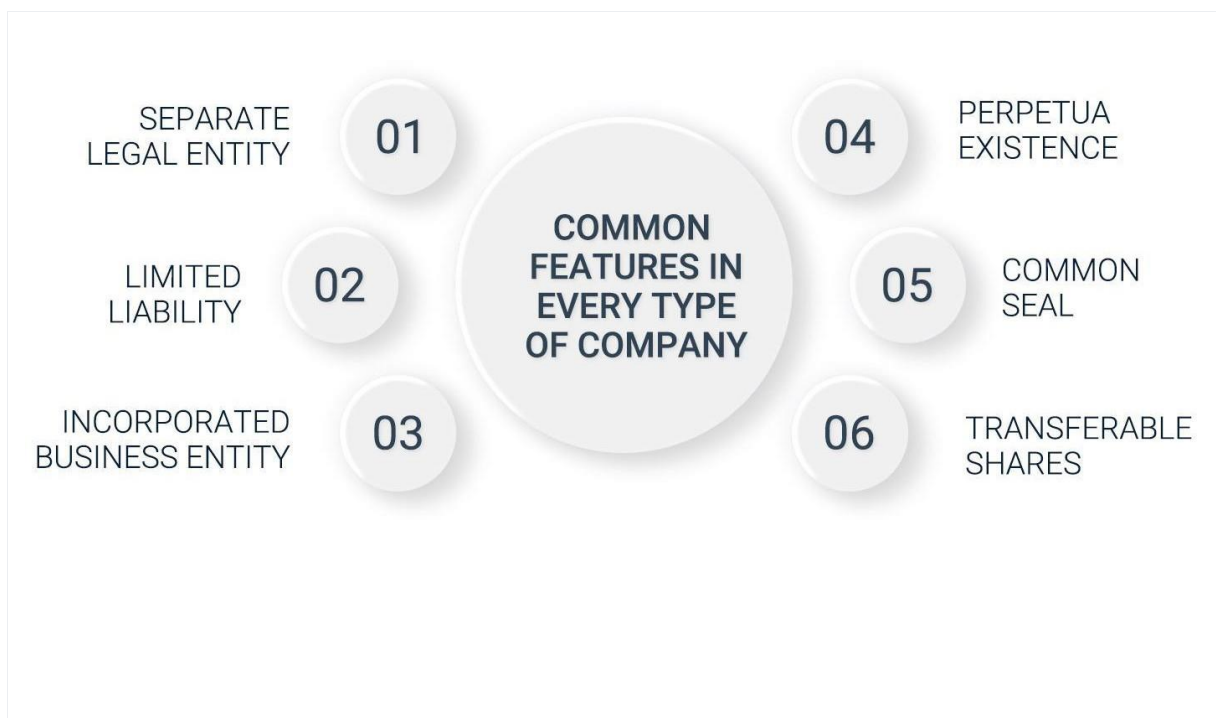 COMMON
FEATURES IN
EVERY TYPE
OF COMPANY
01
SEPARATE
LEGAL ENTITY
02
LIMITED
LIABILITY
03
INCORPORATED
BUSINESS ENTITY
04
PERPETUA
EXISTENCE
05
COMMON
SEAL
06
TRANSFERABLE
SHARES